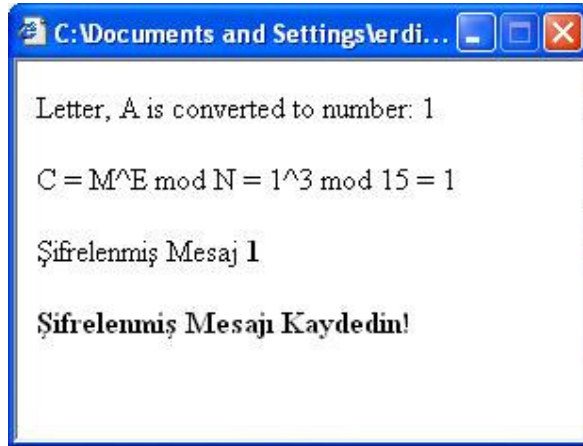 C:\Documents and Settings\erdi...
Letter, A is converted to number: 1
C = M^E mod N = 1^3 mod 15 = 1
Şifrelenmiş Mesaj 1
Şifrelenmiş Mesajı Kaydedin!